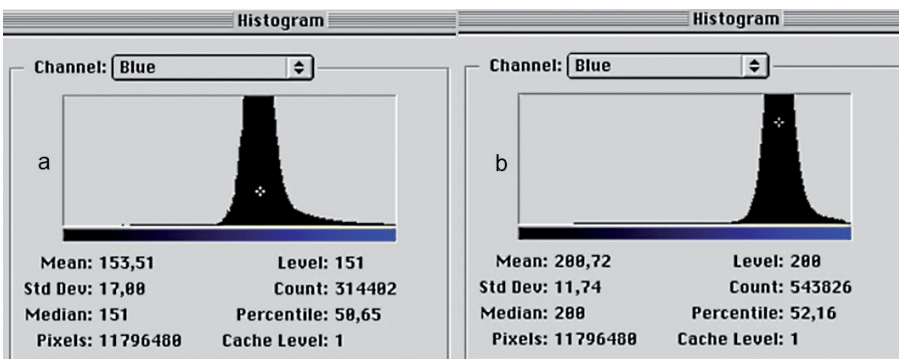 Histogram
Channel: Blue
a
Mean: 153,51 Level: 151
Std Dev: 17,00 Count: 314402
Median: 151 Percentile: 50,65
Pixels: 11796480 Cache Level: 1
Histogram
Channel: Blue
b
Mean: 200,72 Level: 200
Std Dev: 11,74 Count: 543826
Median: 200 Percentile: 52,16
Pixels: 11796480 Cache Level: 1